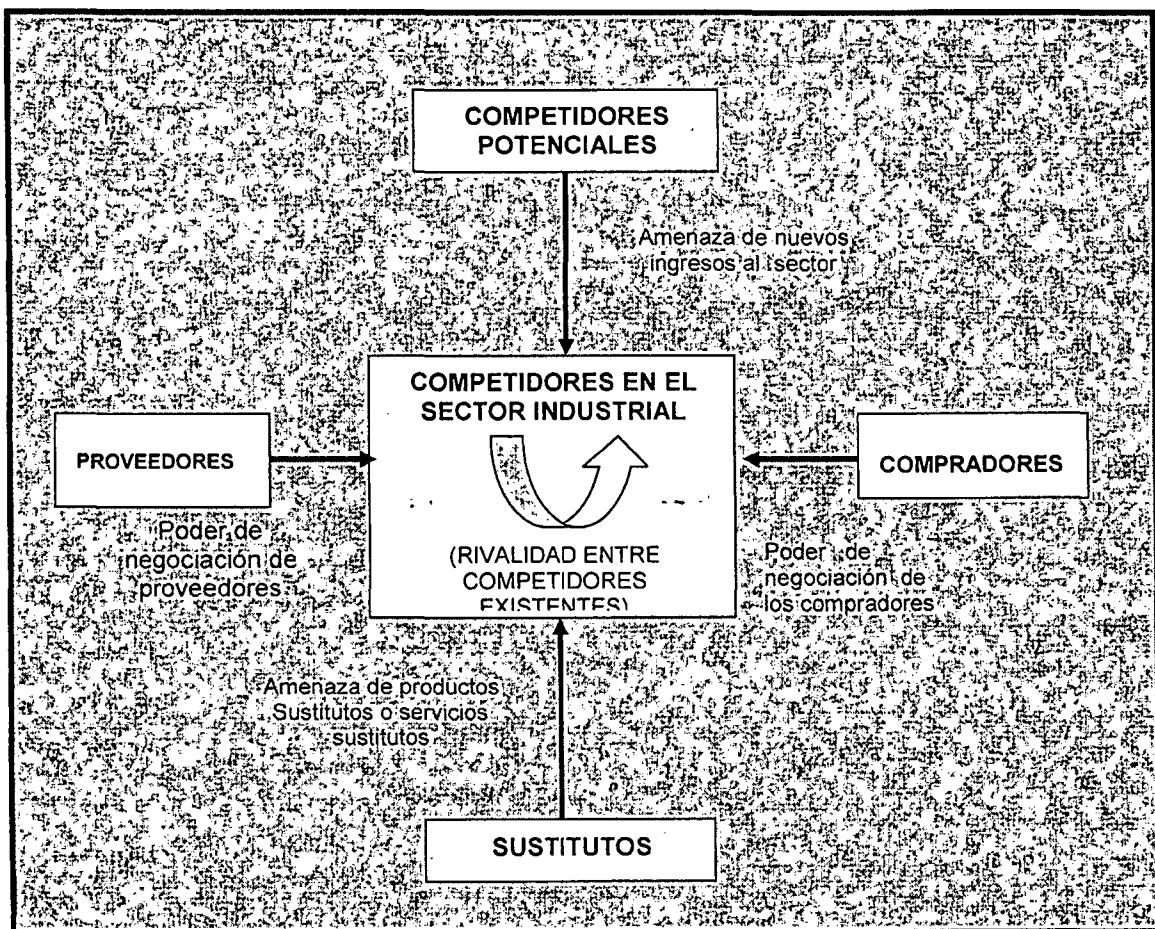 COMPETIDORES
POTENCIALES
Amenaza de nuevos
ingresos al sector
COMPETIDORES EN EL
SECTOR INDUSTRIAL
PROVEEDORES
COMPRADORES
Poder de
negociación de
proveedores
(RIVALIDAD ENTRE
COMPETIDORES
EXISTENTES)
Poder de
negociación de
los compradores
Amenaza de productos
Sustitutos o servicios
sustitutos
SUSTITUTOS